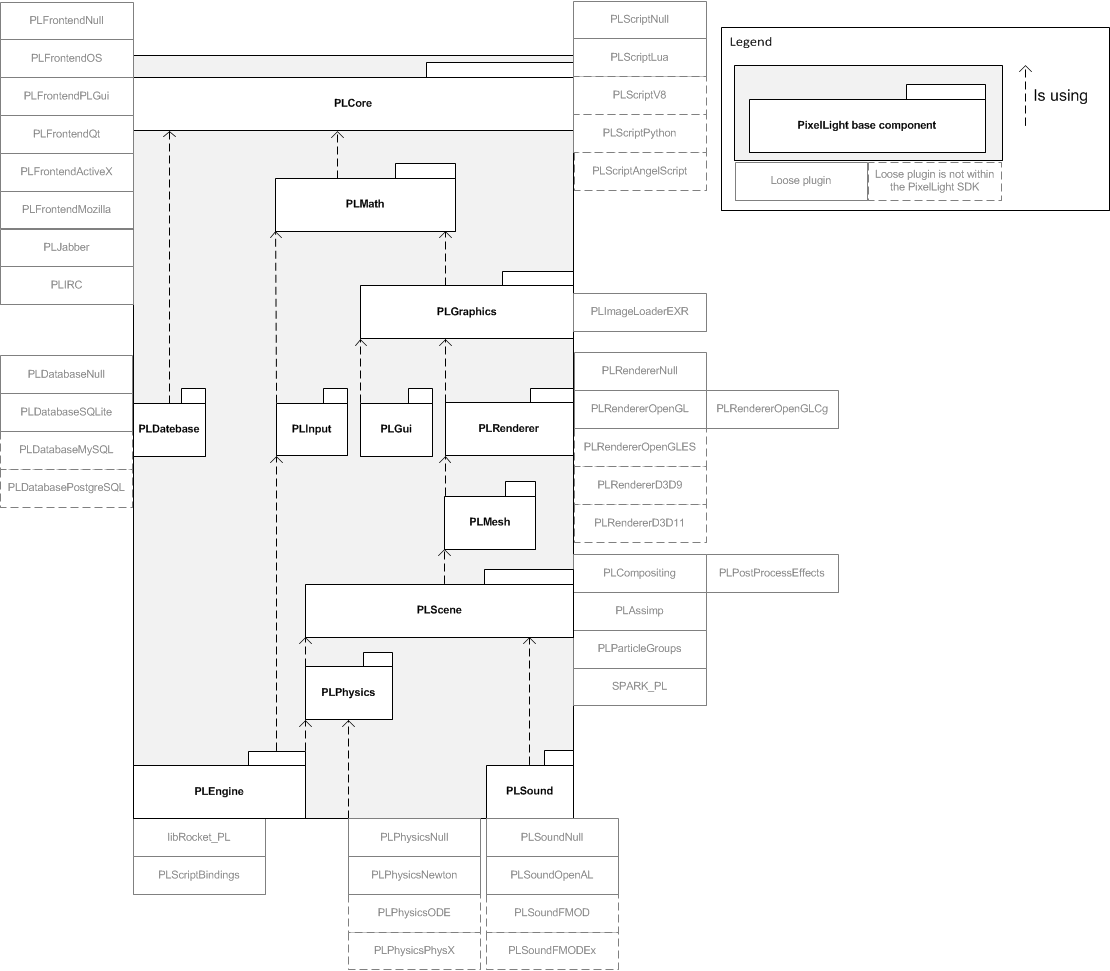 PLFrontendNull
PLFrontendOS
PLFrontendPLGui
PLFrontendQt
PLFrontendActiveX
PLFrontendMozilla
PLJabber
PLIRC
PLScriptNull
PLScriptLua
PLScriptV8
PLScriptPython
PLScriptAngelScript
Legend
PixelLight base component
Is using
Loose plugin
Loose plugin is not within
the PixelLight SDK
PLCore
PLMath
PLGraphics
PLImageLoaderEXR
PLDatabaseNull
PLDatabaseSQLite
PLDatabaseMySQL
PLDatabasePostgreSQL
PLDatebase
PLInput
PLGui
PLRenderer
PLRendererNull
PLRendererOpenGL
PLRendererOpenGLCg
PLRendererOpenGLES
PLRendererD3D9
PLRendererD3D11
PLMesh
PLScene
PLCompositing
PLPostProcessEffects
PLAssimp
PLParticleGroups
SPARK_PL
PLPhysics
PLEngine
PLSound
libRocket_PL
PLScriptBindings
PLPhysicsNull
PLPhysicsNewton
PLPhysicsODE
PLPhysicsPhysX
PLSoundNull
PLSoundOpenAL
PLSoundFMOD
PLSoundFMODEx